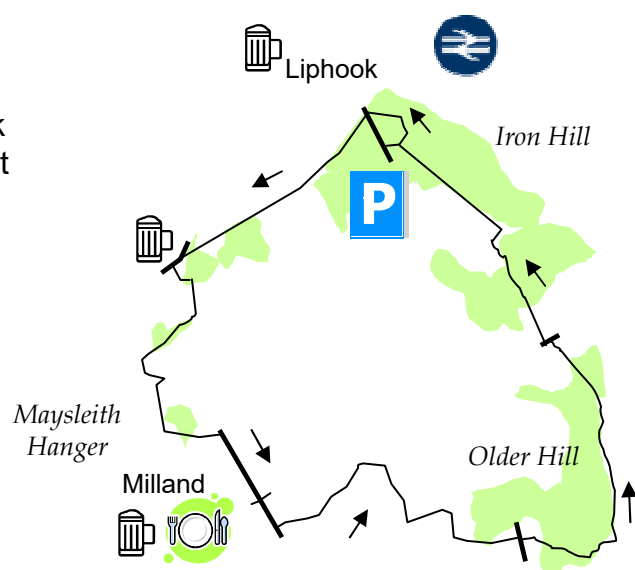 Liphook
k
t
Iron Hill
P
Maysleith
Hanger
Older Hill
Milland